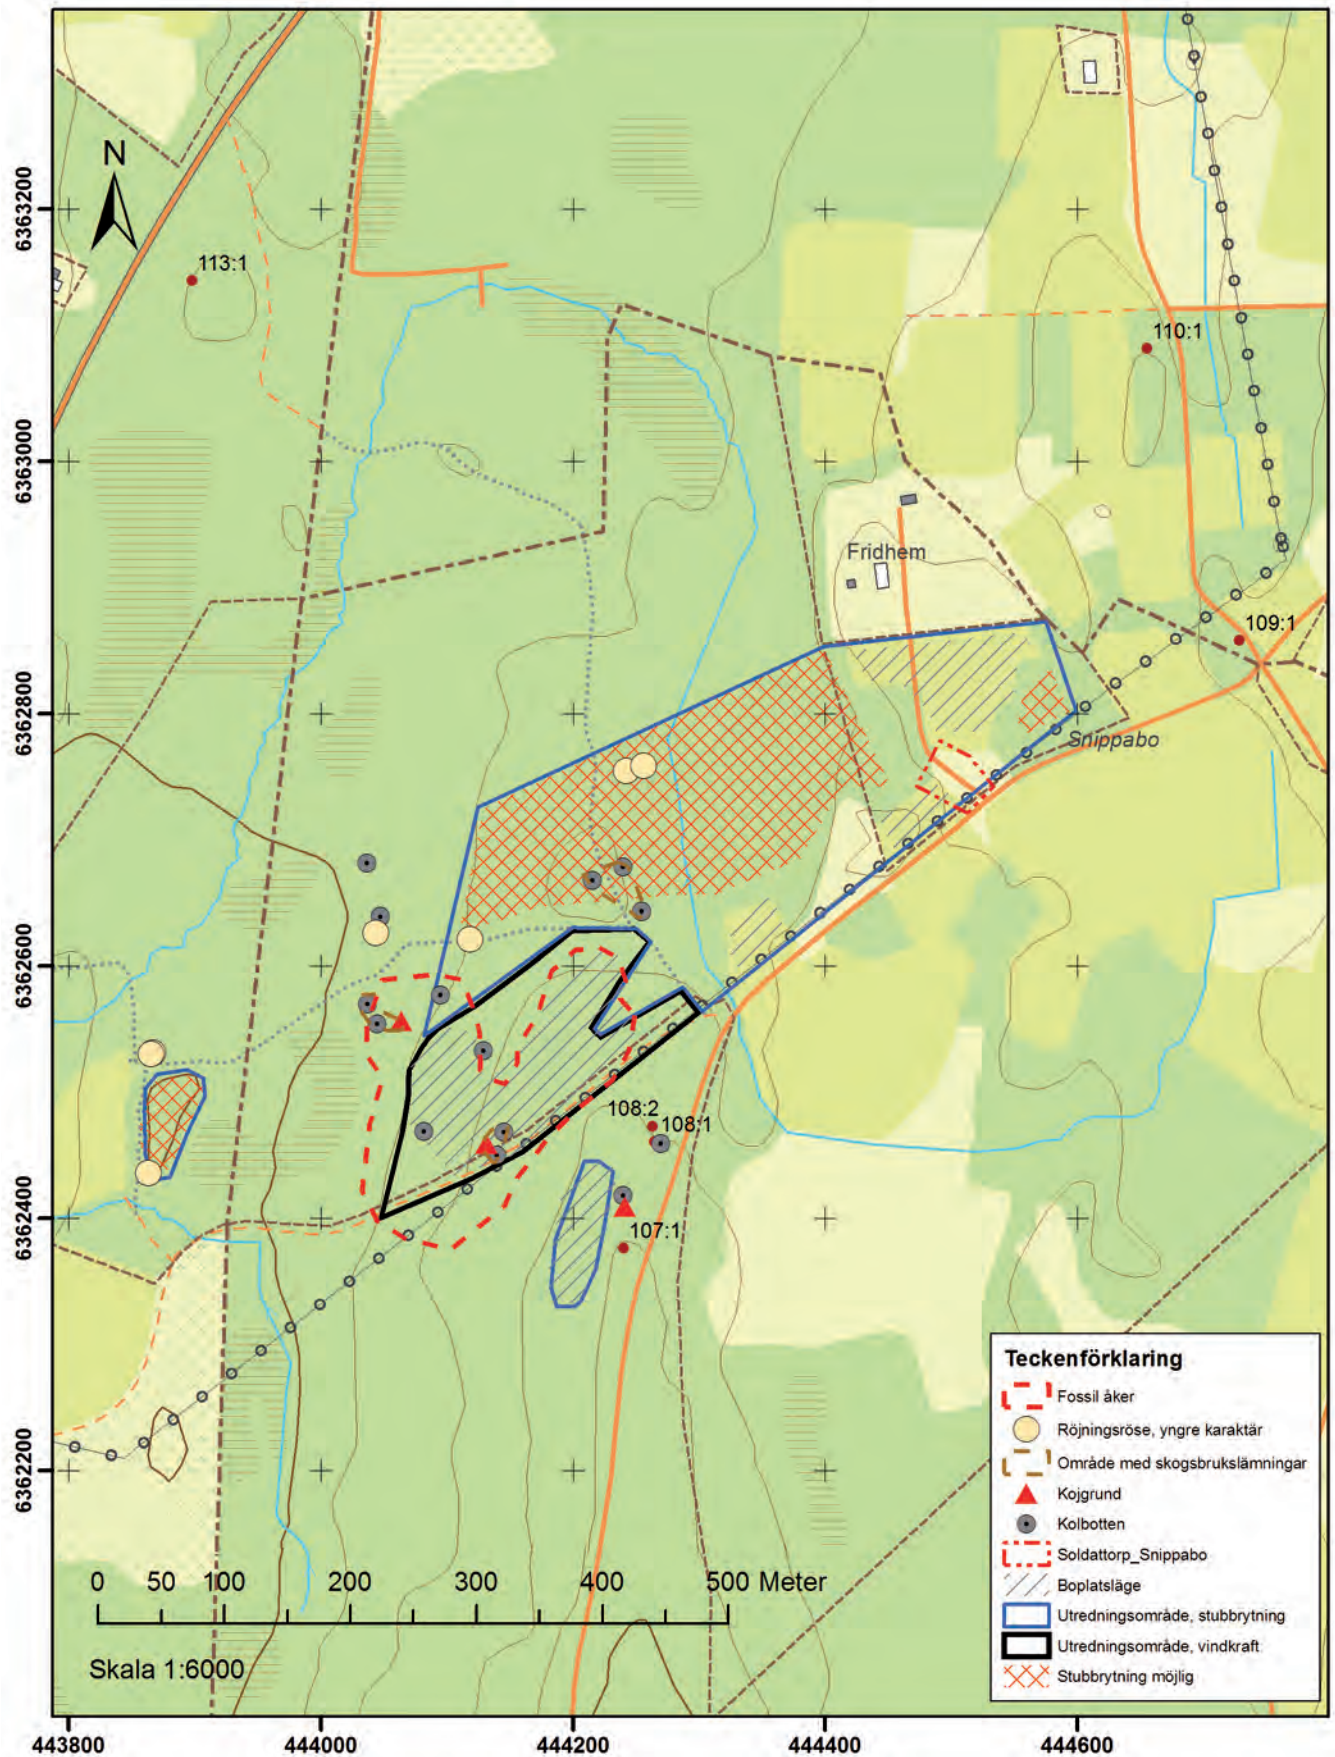 N
113:1
110:1
Fridhem
109:1
Snippabo
108:2
108:1
107:1
6363200
6363000
6362800
6362600
6362400
6362200
443800
444000
444200
444400
444600
0 50 100 200 300 400 500 Meter
Skala 1:6000
Teckenförklaring
Fossil åker
Röjningsröse, yngre karaktär
Område med skogsbrukslämningar
Kojgrund
Kolbotten
Soldattorp_Snippabo
Boplatsläge
Utredningsområde, stubbrytning
Utredningsområde, vindkraft
Stubbrytning möjlig